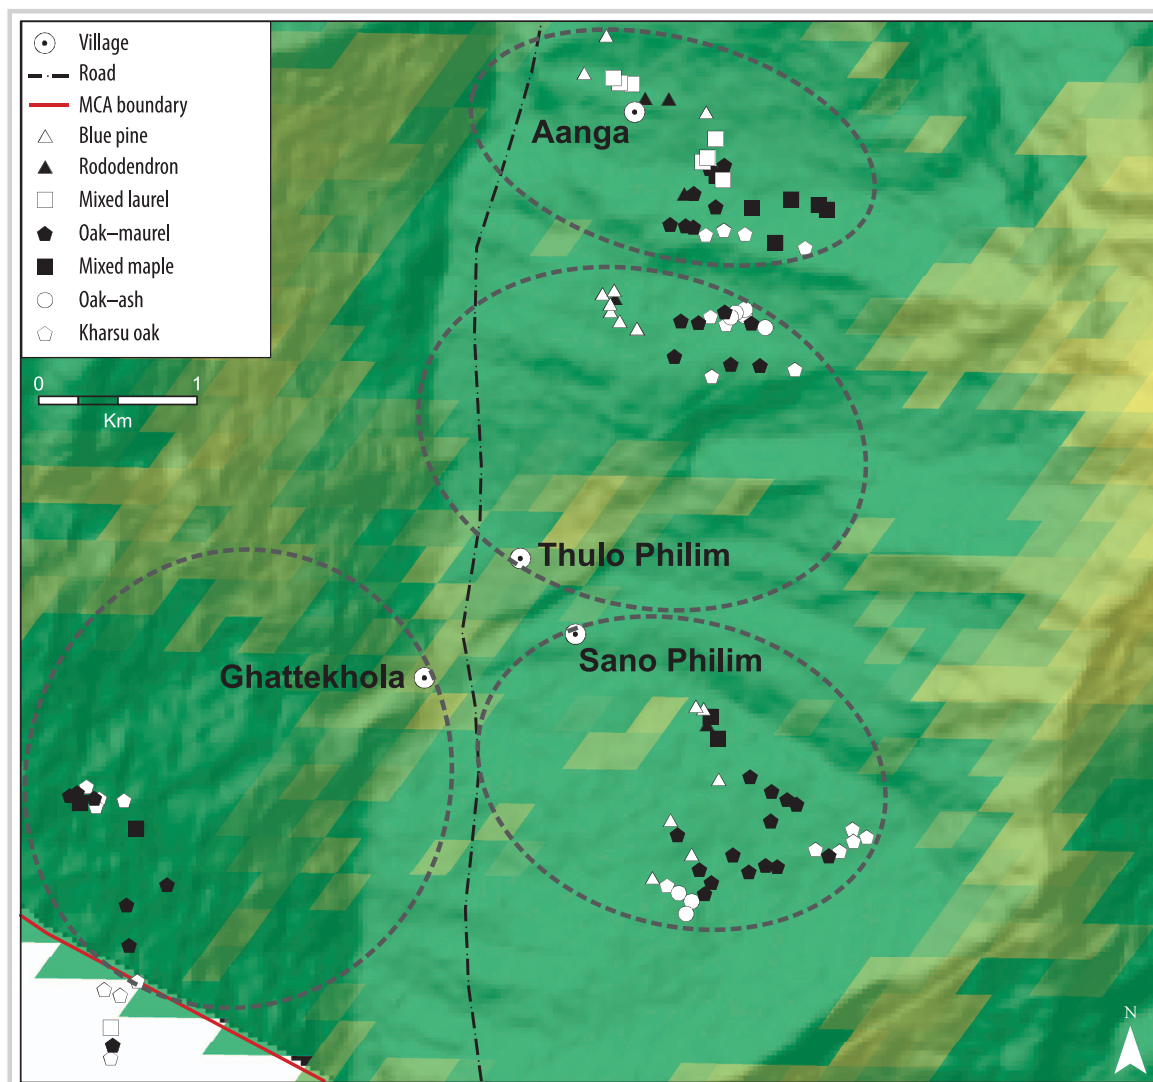 Village
Road
MCA boundary
Blue pine
Rododendron
Mixed laurel
Oak–maurel
Mixed maple
Oak–ash
Kharsu oak
0 1
Km
Aanga
Thulo Philim
Sano Philim
Ghattekhola
N